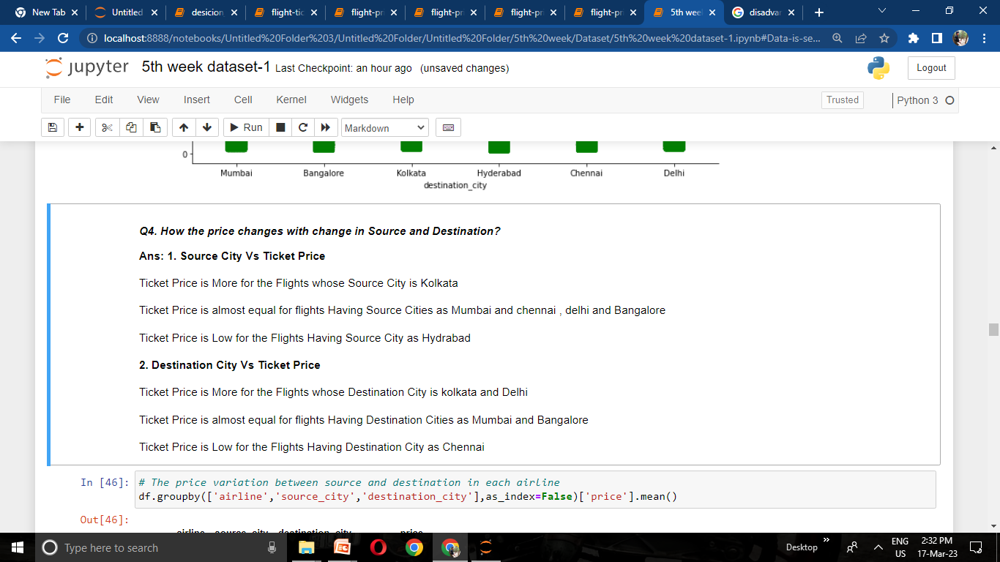 New Tab
Untitled
desicion
flight-tic
flight-pr
flight-pr
flight-pr
flight-pr
5th wee
disadvar
localhost:8888/notebooks/Untitled%20Folder%203/Untitled%20Folder/Untitled%20Folder/5th%20week/Dataset/5th%20week%20dataset-1.ipynb#Data-is-se...
jupyter 5th week dataset-1 Last Checkpoint: an hour ago (unsaved changes)
Logout
File Edit View Insert Cell Kernel Widgets Help
Trusted
Python 3
Run
Markdown
0
Mumbai Bangalore Kolkata Hyderabad Chennai Delhi
destination_city
Q4. How the price changes with change in Source and Destination?
Ans: 1. Source City Vs Ticket Price
Ticket Price is More for the Flights whose Source City is Kolkata
Ticket Price is almost equal for flights Having Source Cities as Mumbai and chennai , delhi and Bangalore
Ticket Price is Low for the Flights Having Source City as Hydrabad
2. Destination City Vs Ticket Price
Ticket Price is More for the Flights whose Destination City is kolkata and Delhi
Ticket Price is almost equal for flights Having Destination Cities as Mumbai and Bangalore
Ticket Price is Low for the Flights Having Destination City as Chennai
In [46]: # The price variation between source and destination in each airline
df.groupby(['airline','source_city','destination_city'],as_index=False)['price'].mean()
Out[46]:
airline source_city destination_city price
Type here to search
Desktop
ENG
US
2:32 PM
17-Mar-23